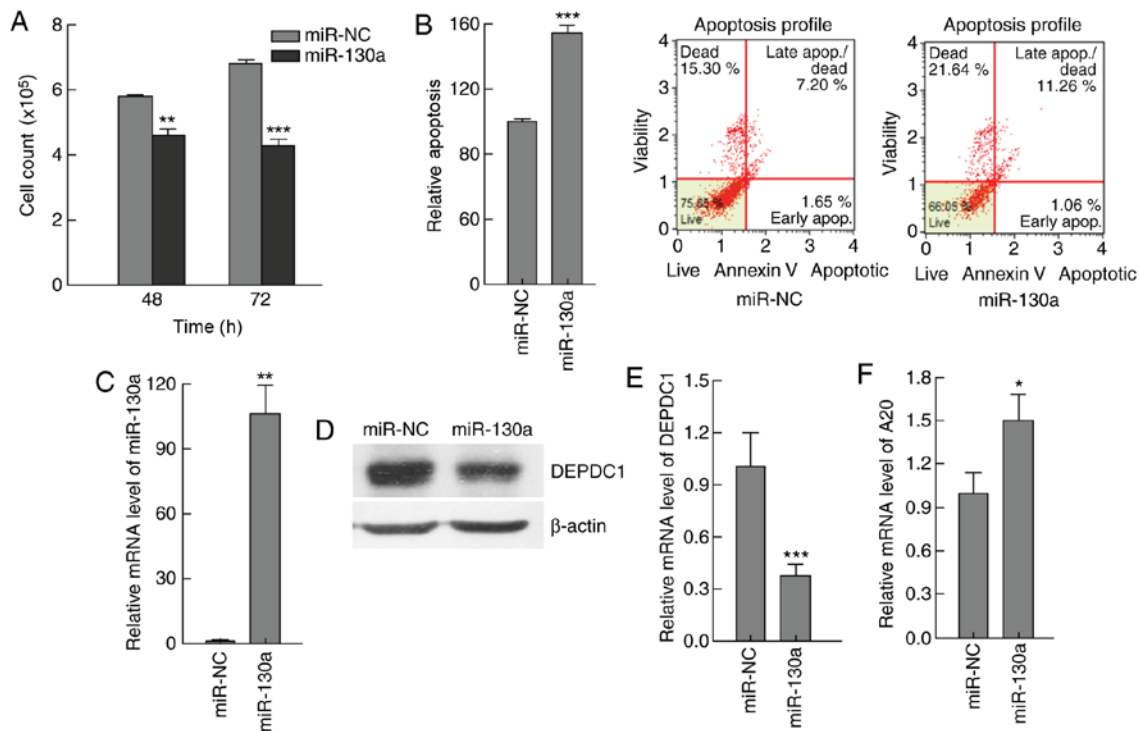 A
miR-NC
miR-130a
Cell count (x10⁵)
8
6
4
2
0
**
***
48
72
Time (h)
B
Relative apoptosis
160
120
80
60
0
***
miR-NC
miR-130a
Apoptosis profile
Dead
15.30 %
Late apop./
dead
7.20 %
Viability
4
3
2
1
0
75.85 %
Live
1.65 %
Early apop.
0 1 2 3 4
Live Annexin V Apoptotic
miR-NC
Apoptosis profile
Dead
21.64 %
Late apop./
dead
11.26 %
Viability
4
3
2
1
0
66.05 %
Live
1.06 %
Early apop.
0 1 2 3 4
Live Annexin V Apoptotic
miR-130a
C
Relative mRNA level of miR-130a
120
90
60
30
0
**
miR-NC
miR-130a
D
miR-NC miR-130a
DEPDC1
β-actin
E
Relative mRNA level of DEPDC1
1.5
1.2
0.9
0.6
0.3
0.0
***
miR-NC
miR-130a
F
Relative mRNA level of A20
1.8
1.5
1.2
0.9
0.6
0.3
0.0
*
miR-NC
miR-130a